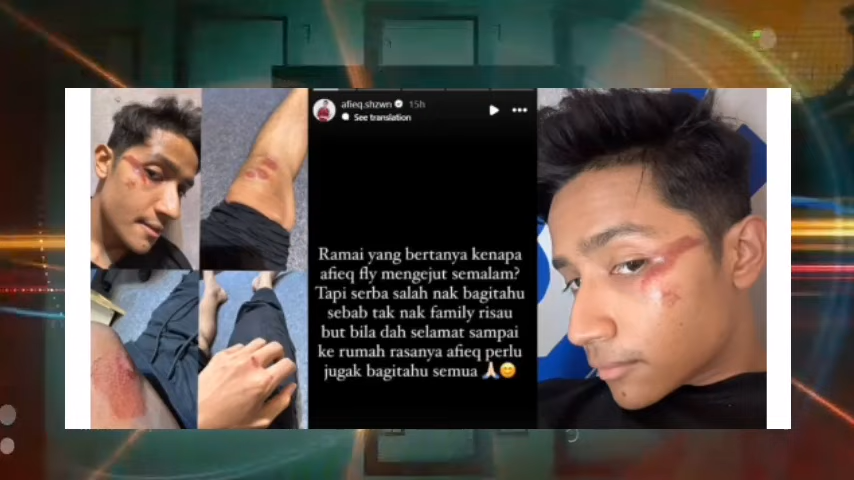 afieq.shzwn 15h
See translation
Ramai yang bertanya kenapa
afieq fly mengejut semalam?
Tapi serba salah nak bagitahu
sebab tak nak family risau
but bila dah selamat sampai
ke rumah rasanya afieq perlu
jugak bagitahu semua 🙏🏻😊